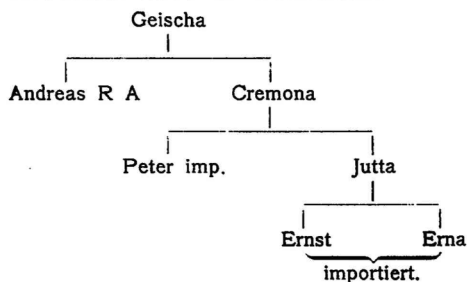 Geischa
Andreas R A Cremona
Peter imp. Jutta
Ernst Erna
importiert.